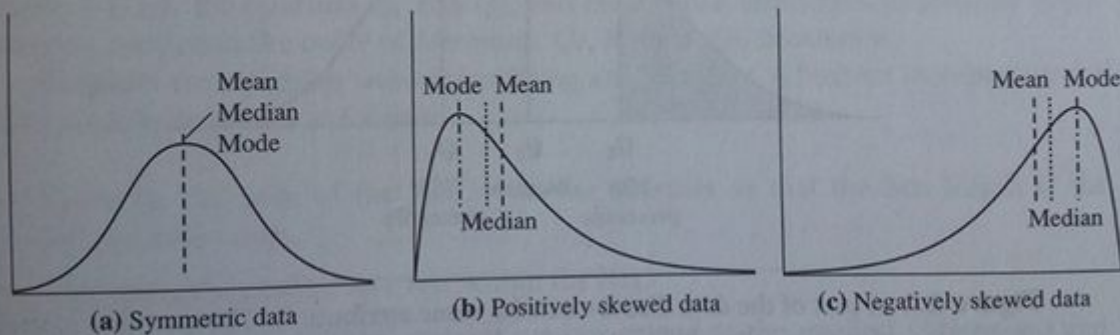 Mean
Median
Mode
(a) Symmetric data
Mode Mean
Median
(b) Positively skewed data
Mean Mode
Median
(c) Negatively skewed data